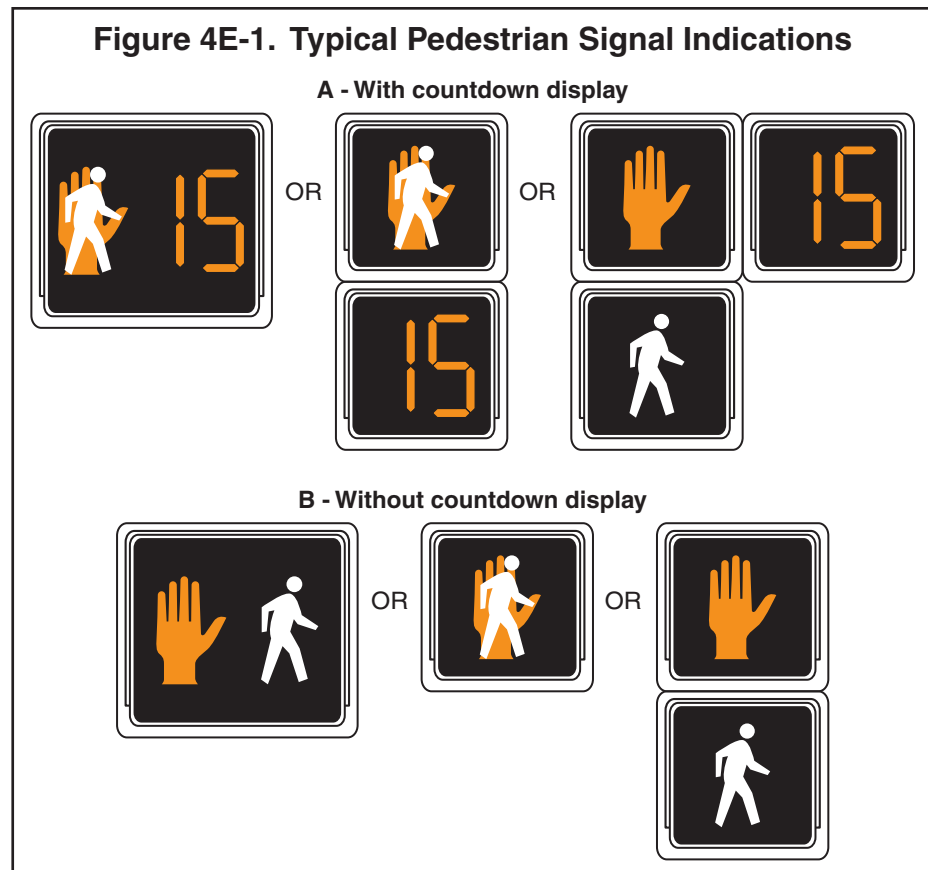 Figure 4E-1. Typical Pedestrian Signal Indications
A - With countdown display
15 OR OR 15
15
B - Without countdown display
OR OR